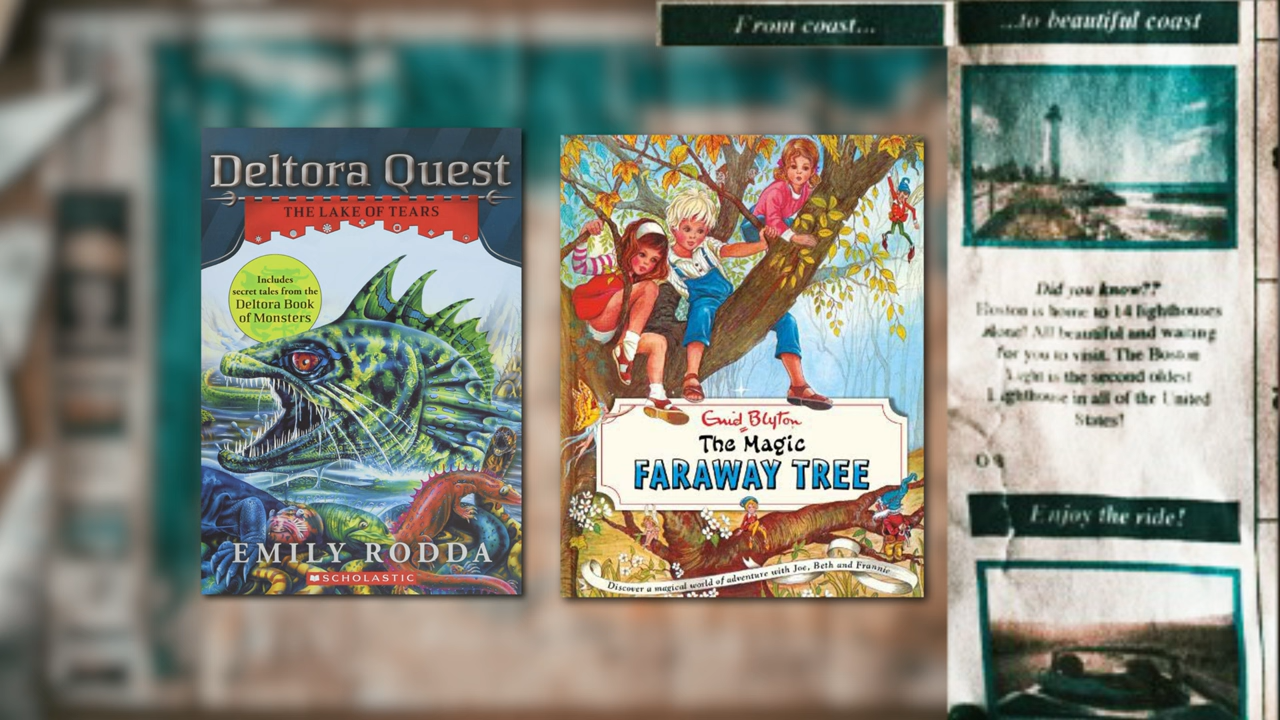 From coast...
...to beautiful coast
Deltora Quest
THE LAKE OF TEARS
Includes
secret tales from the
Deltora Book
of Monsters
EMILY RODDA
SCHOLASTIC
Enid Blyton
The Magic
FARAWAY TREE
Discover a magical world of adventure with Joe, Beth and Frannie
Did you know??
Boston is home to 14 lighthouses
alone! All beautiful and waiting
for you to visit. The Boston
Light is the second oldest
Lighthouse in all of the United
States!
Enjoy the ride!